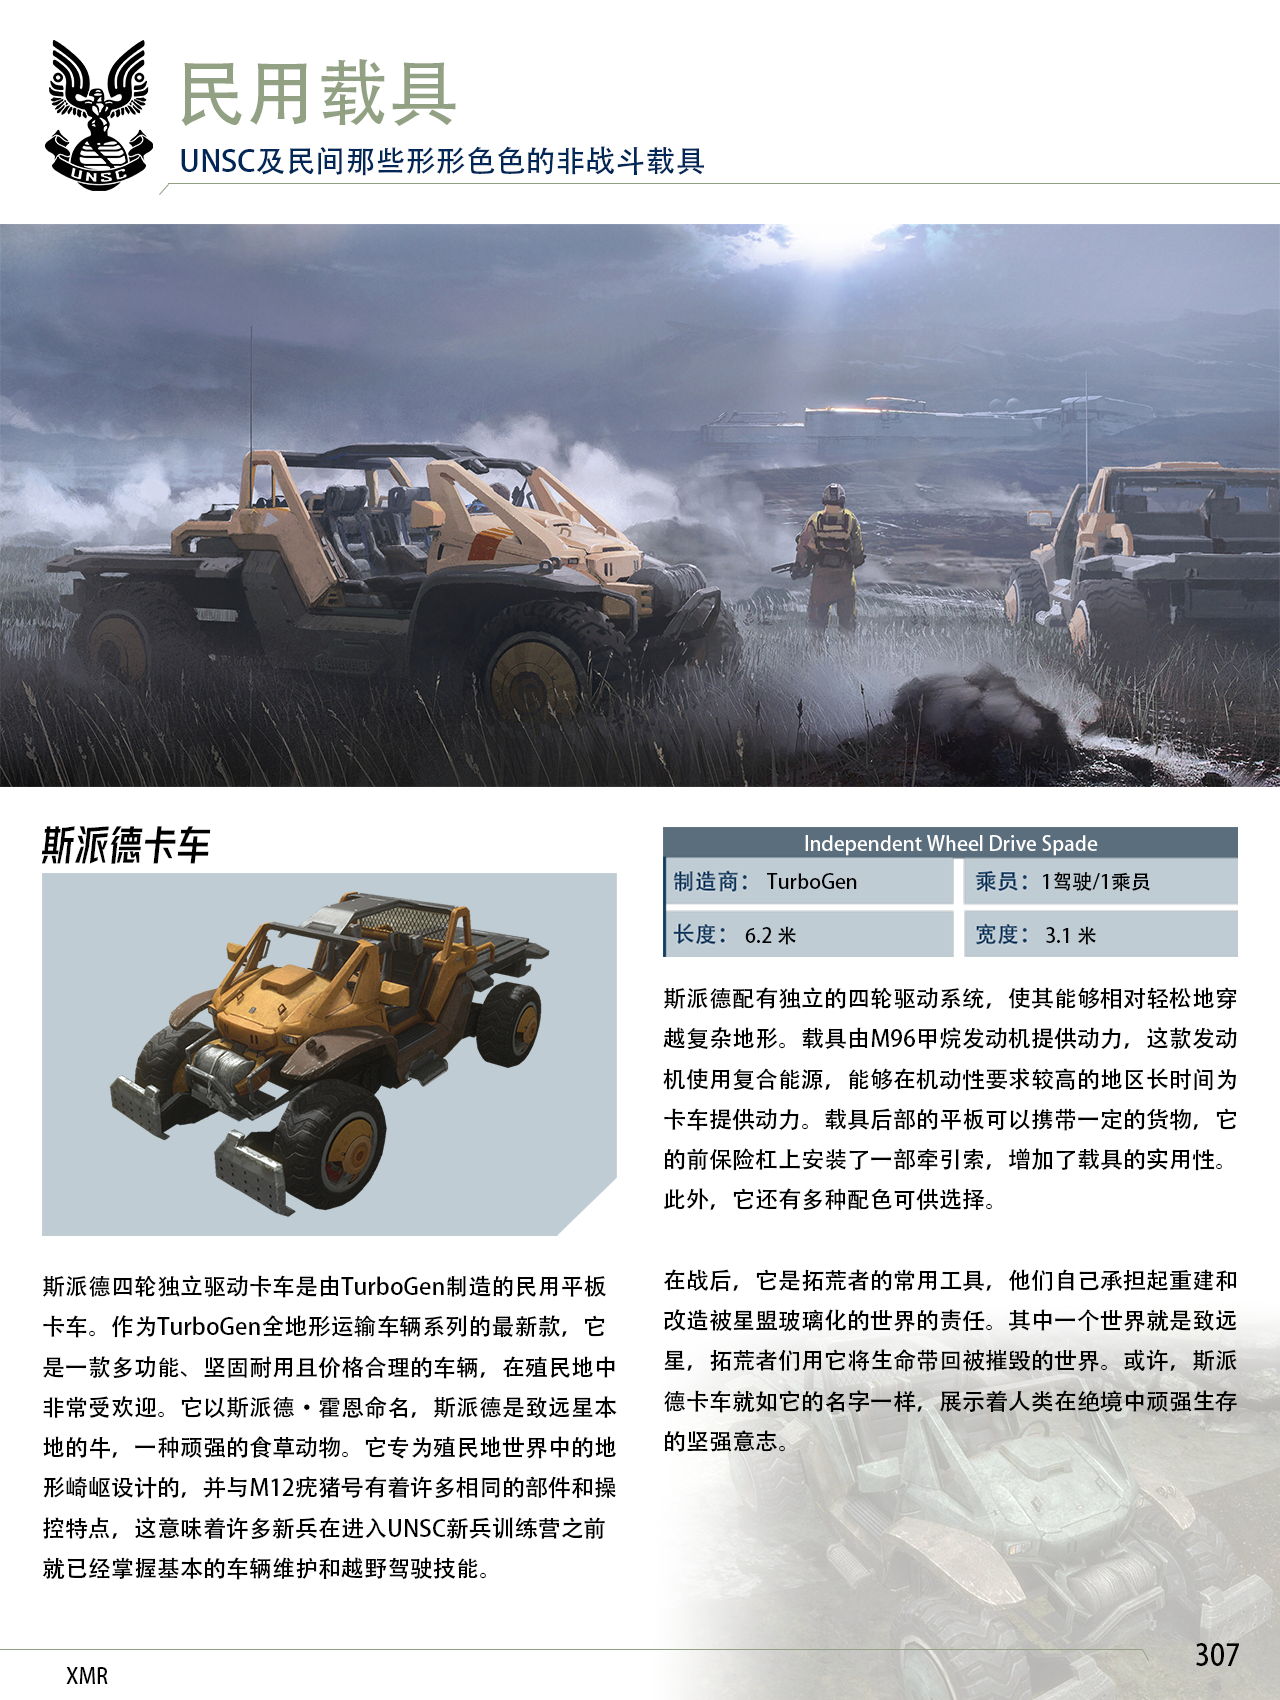 民用载具
UNSC及民间那些形形色色的非战斗载具
UNSC
斯派德卡车
斯派德四轮独立驱动卡车是由TurboGen制造的民用平板
卡车。作为TurboGen全地形运输车辆系列的最新款，它
是一款多功能、坚固耐用且价格合理的车辆，在殖民地中
非常受欢迎。它以斯派德·霍恩命名，斯派德是致远星本
地的牛，一种顽强的食草动物。它专为殖民地世界中的地
形崎岖设计的，并与M12疣猪号有着许多相同的部件和操
控特点，这意味着许多新兵在进入UNSC新兵训练营之前
就已经掌握基本的车辆维护和越野驾驶技能。
Independent Wheel Drive Spade
制造商： TurboGen
乘员： 1驾驶/1乘员
长度： 6.2 米
宽度： 3.1 米
斯派德配有独立的四轮驱动系统，使其能够相对轻松地穿
越复杂地形。载具由M96甲烷发动机提供动力，这款发动
机使用复合能源，能够在机动性要求较高的地区长时间为
卡车提供动力。载具后部的平板可以携带一定的货物，它
的前保险杠上安装了一部牵引索，增加了载具的实用性。
此外，它还有多种配色可供选择。
在战后，它是拓荒者的常用工具，他们自己承担起重建和
改造被星盟玻璃化的世界的责任。其中一个世界就是致远
星，拓荒者们用它将生命带回被摧毁的世界。或许，斯派
德卡车就如它的名字一样，展示着人类在绝境中顽强生存
的坚强意志。
XMR
307